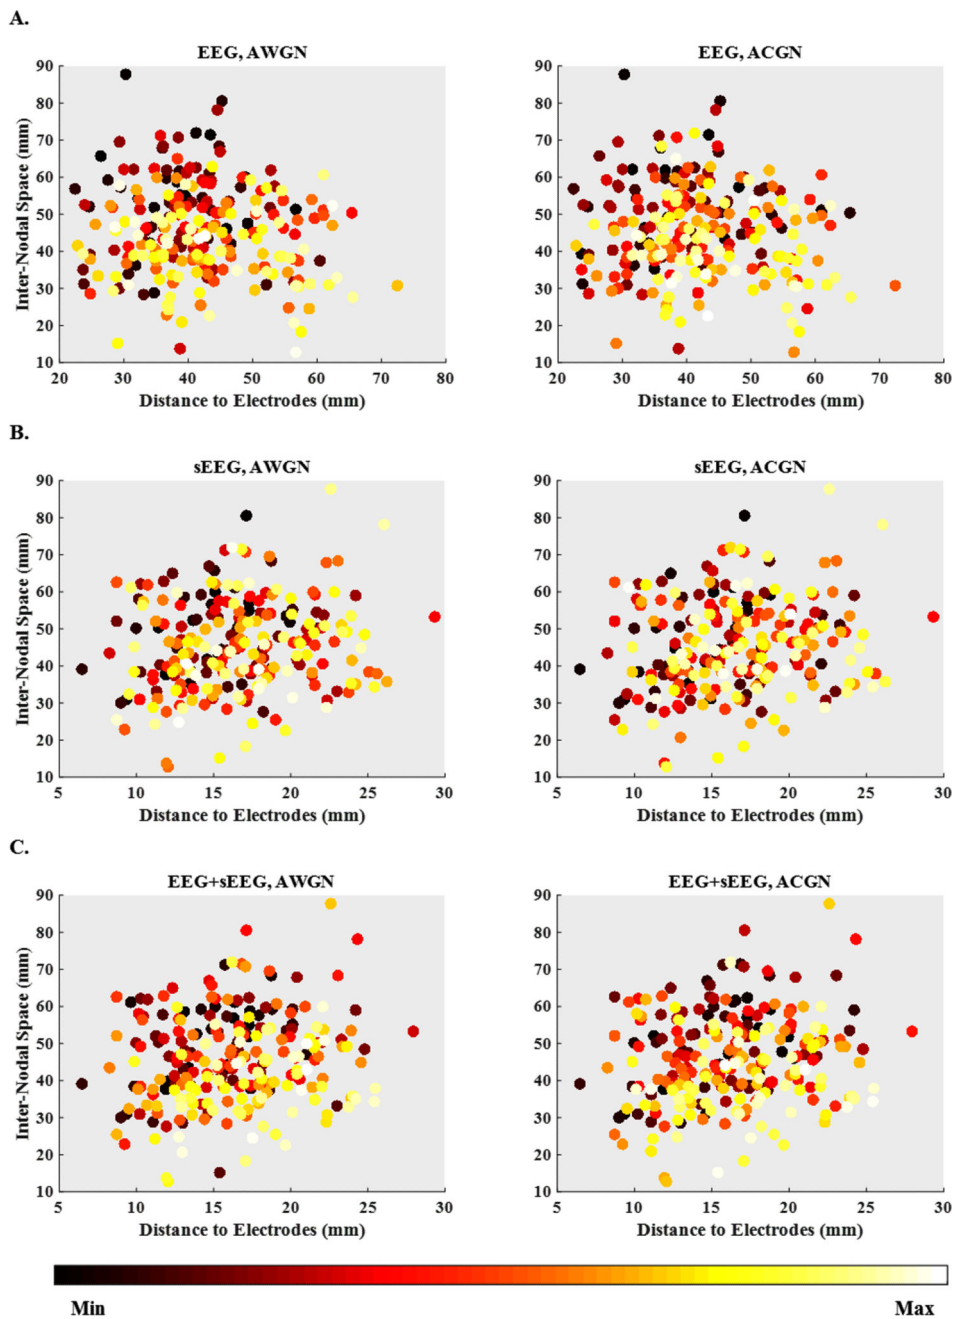 A.
EEG, AWGN
EEG, ACGN
90
80
70
60
50
40
30
20
10
Inter-Nodal Space (mm)
20 30 40 50 60 70 80
Distance to Electrodes (mm)
90
80
70
60
50
40
30
20
10
20 30 40 50 60 70 80
Distance to Electrodes (mm)
B.
sEEG, AWGN
sEEG, ACGN
90
80
70
60
50
40
30
20
10
Inter-Nodal Space (mm)
5 10 15 20 25 30
Distance to Electrodes (mm)
90
80
70
60
50
40
30
20
10
5 10 15 20 25 30
Distance to Electrodes (mm)
C.
EEG+sEEG, AWGN
EEG+sEEG, ACGN
90
80
70
60
50
40
30
20
10
Inter-Nodal Space (mm)
5 10 15 20 25 30
Distance to Electrodes (mm)
90
80
70
60
50
40
30
20
10
5 10 15 20 25 30
Distance to Electrodes (mm)
Min Max